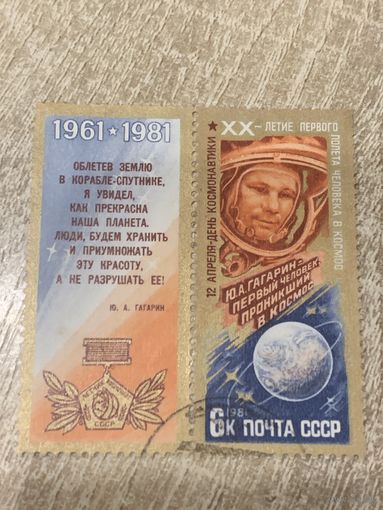 1961★1981
ОБЛЕТЕВ ЗЕМЛЮ
В КОРАБЛЕ-СПУТНИКЕ,
Я УВИДЕЛ,
КАК ПРЕКРАСНА
НАША ПЛАНЕТА.
ЛЮДИ, БУДЕМ ХРАНИТЬ
И ПРИУМНОЖАТЬ
ЭТУ КРАСОТУ,
А НЕ РАЗРУШАТЬ ЕЕ!
Ю. А. ГАГАРИН
СССР
12 АПРЕЛЯ-ДЕНЬ КОСМОНАВТИКИ
★XX-ЛЕТИЕ ПЕРВОГО
ПОЛЕТА ЧЕЛОВЕКА В КОСМОС
Ю.А.ГАГАРИН-
ПЕРВЫЙ ЧЕЛОВЕК,
ПРОНИКШИЙ
В КОСМОС
1981
6К ПОЧТА СССР